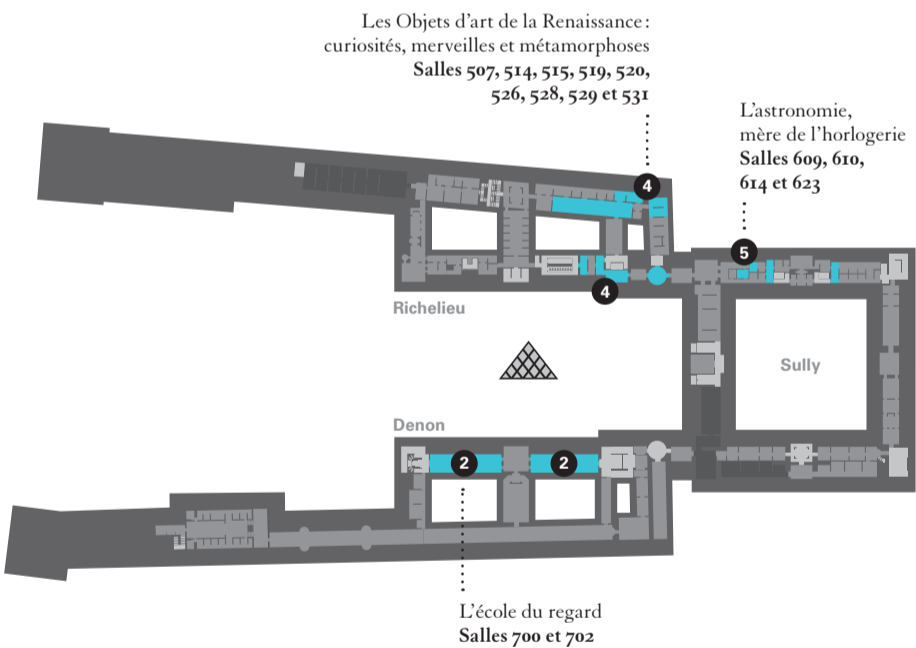 Les Objets d’art de la Renaissance :
curiosités, merveilles et métamorphoses
Salles 507, 514, 515, 519, 520,
526, 528, 529 et 531
L’astronomie,
mère de l’horlogerie
Salles 609, 610,
614 et 623
4
5
4
Richelieu
Sully
Denon
2
2
L’école du regard
Salles 700 et 702